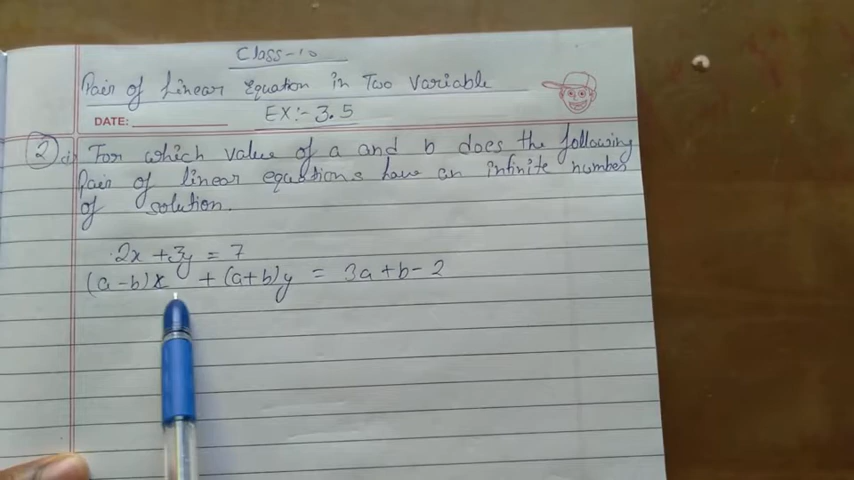 Class-10
Pair of Linear Equation in Two Variable
DATE: EX:- 3.5
2 i) For which value of a and b does the following
Pair of linear equations have an infinite number
of solution.
2x + 3y = 7
(a-b)x + (a+b)y = 3a+b-2